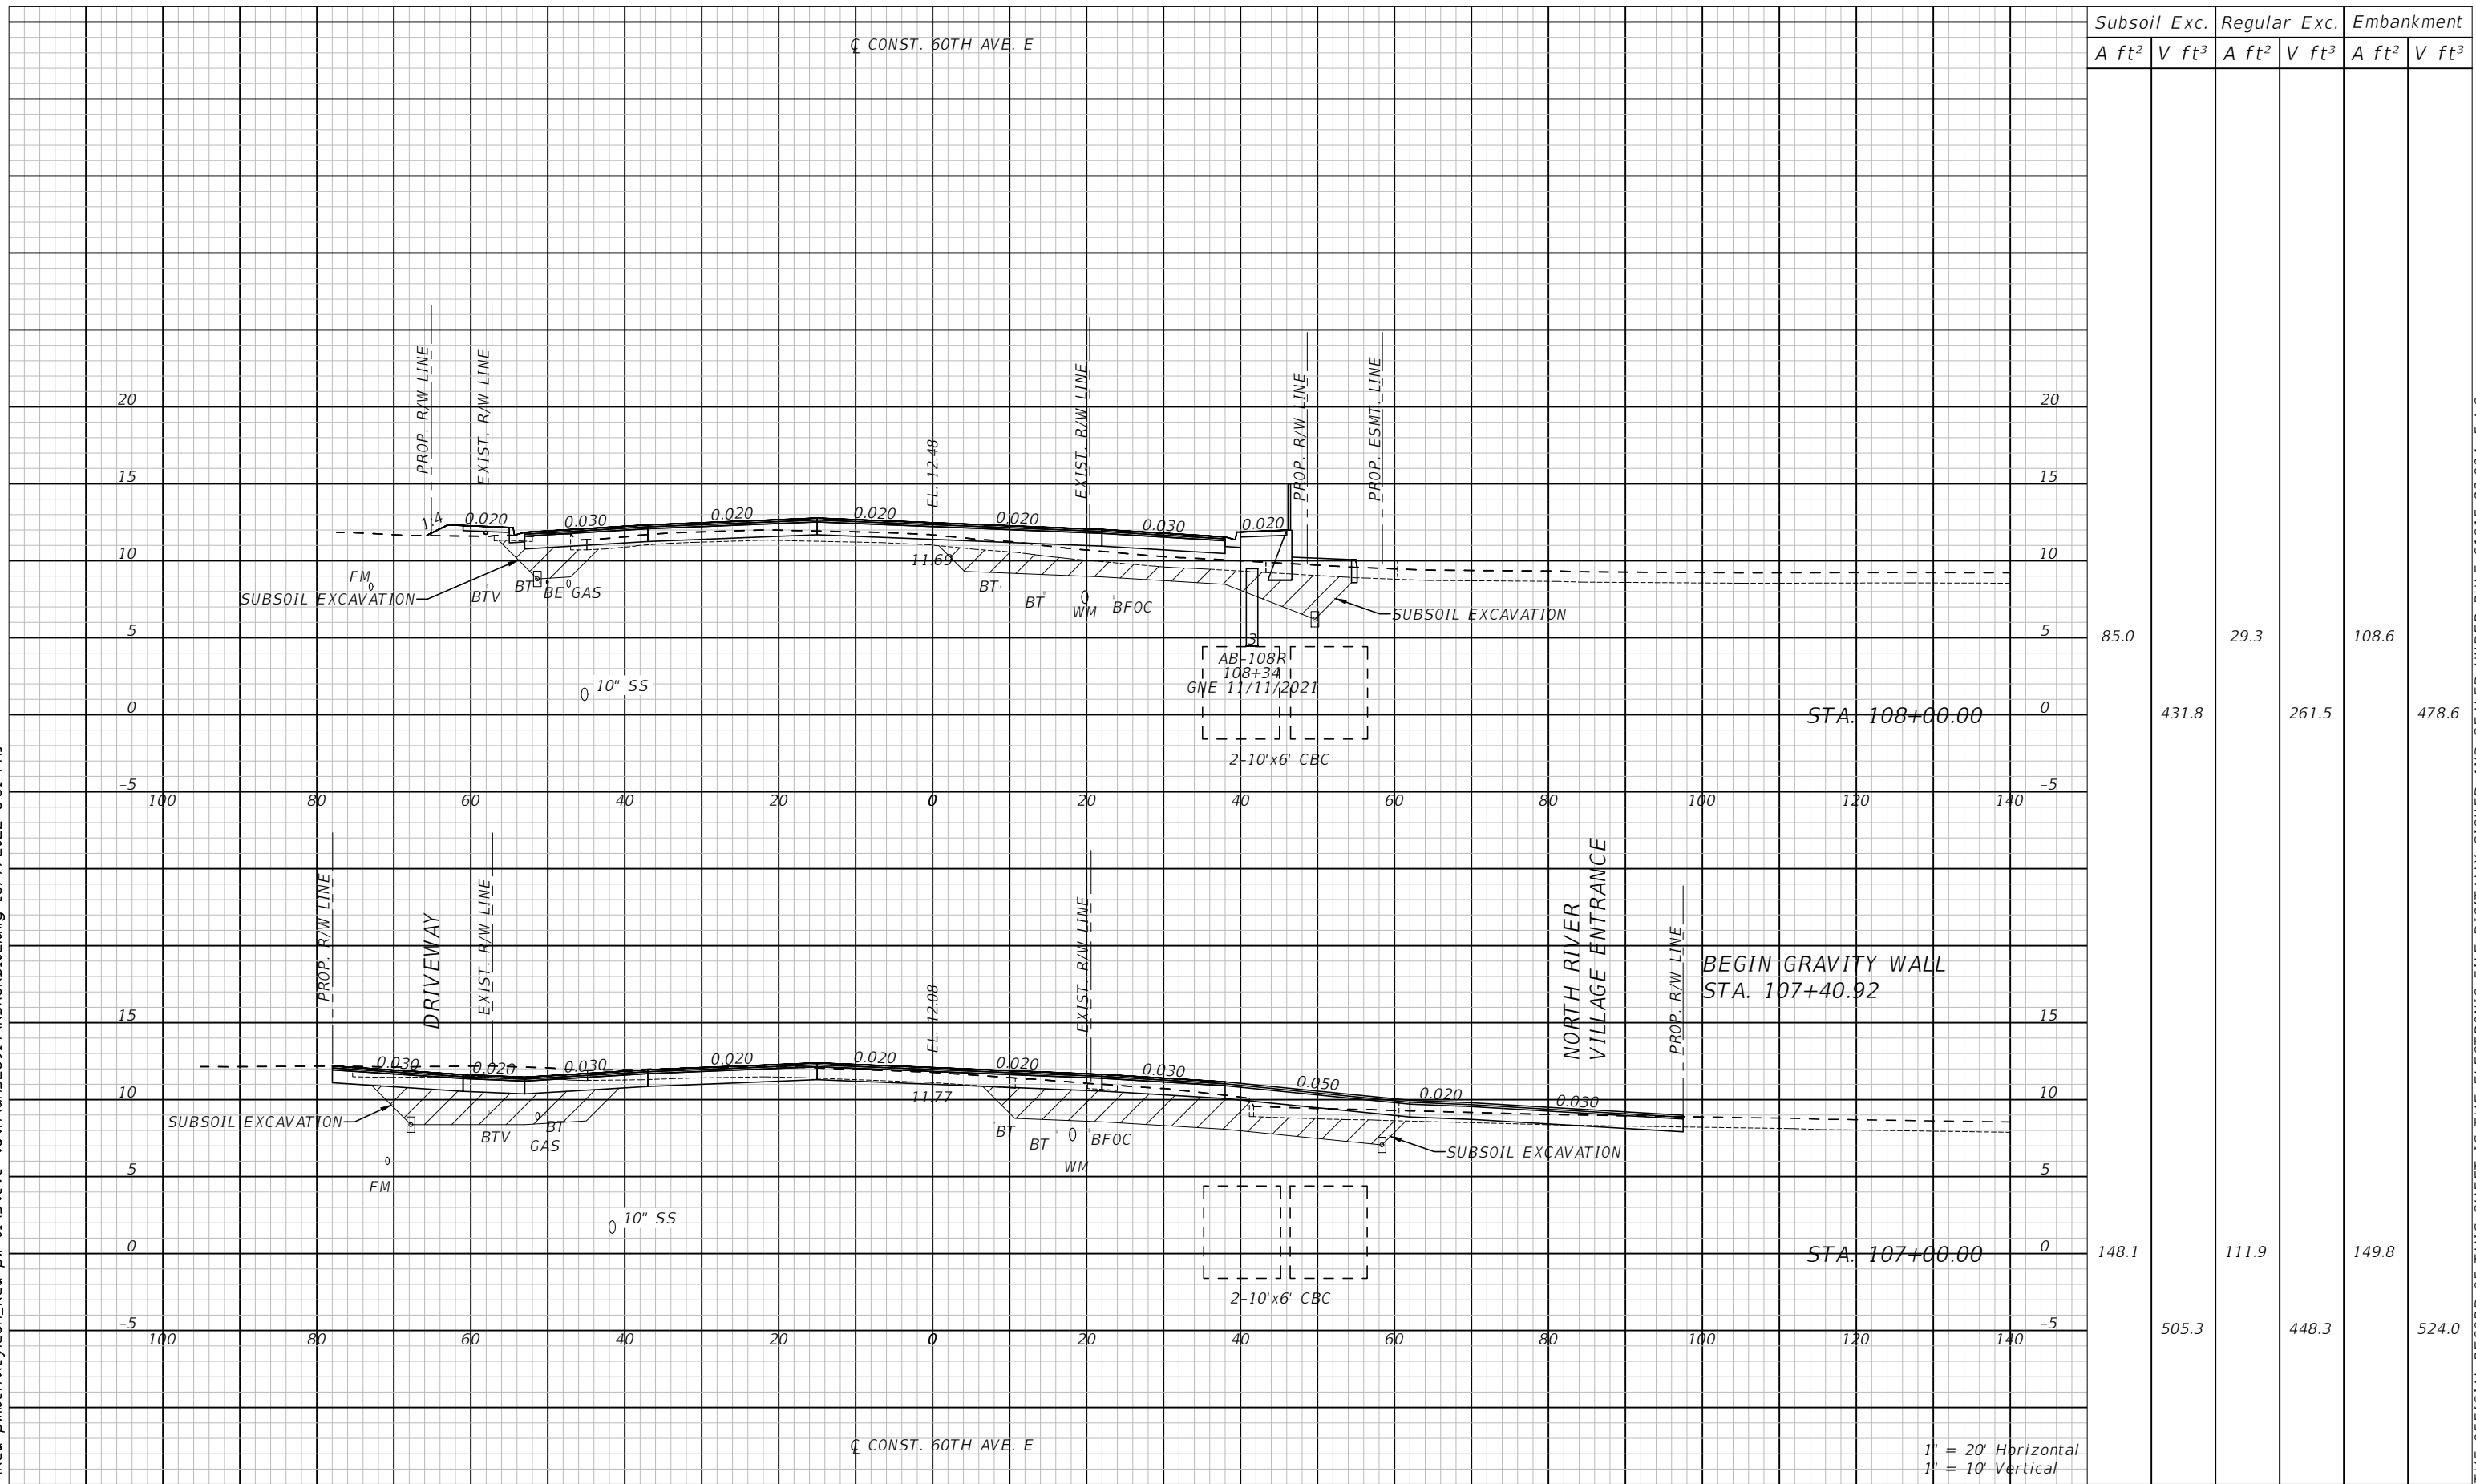 Subsoil Exc. Regular Exc. Embankment
A ft² V ft³ A ft² V ft³ A ft² V ft³
℄ CONST. 60TH AVE. E
PROP. R/W LINE
EXIST. R/W LINE
EL. 12.48
EXIST. R/W LINE
PROP. R/W LINE
PROP. ESMT. LINE
20 20
15 15
1:4 0.020 0.030 0.020 0.020 0.020 0.030 0.020
10 11.69 10
FM BTV BT BE GAS BT BT WM BFOC
SUBSOIL EXCAVATION
SUBSOIL EXCAVATION
5 3 5
85.0 29.3 108.6
AB-108R
108+34
GNE 11/11/2021
10" SS
0 0
STA. 108+00.00
431.8 261.5 478.6
2-10'x6' CBC
-5 -5
100 80 60 40 20 0 20 40 60 80 100 120 140
PROP. R/W LINE
DRIVEWAY
EXIST. R/W LINE
EL. 12.08
EXIST. R/W LINE
NORTH RIVER
VILLAGE ENTRANCE
PROP. R/W LINE
BEGIN GRAVITY WALL
STA. 107+40.92
15 15
0.030 0.020 0.030 0.020 0.020 0.020 0.030 0.050 0.020 0.030
10 11.77 10
SUBSOIL EXCAVATION
BTV BT GAS BT BT BFOC
WM
SUBSOIL EXCAVATION
5 5
FM
10" SS
0 0
STA. 107+00.00
148.1 111.9 149.8
2-10'x6' CBC
-5 -5
505.3 448.3 524.0
100 80 60 40 20 0 20 40 60 80 100 120 140
℄ CONST. 60TH AVE. E
1" = 20' Horizontal
1" = 10' Vertical